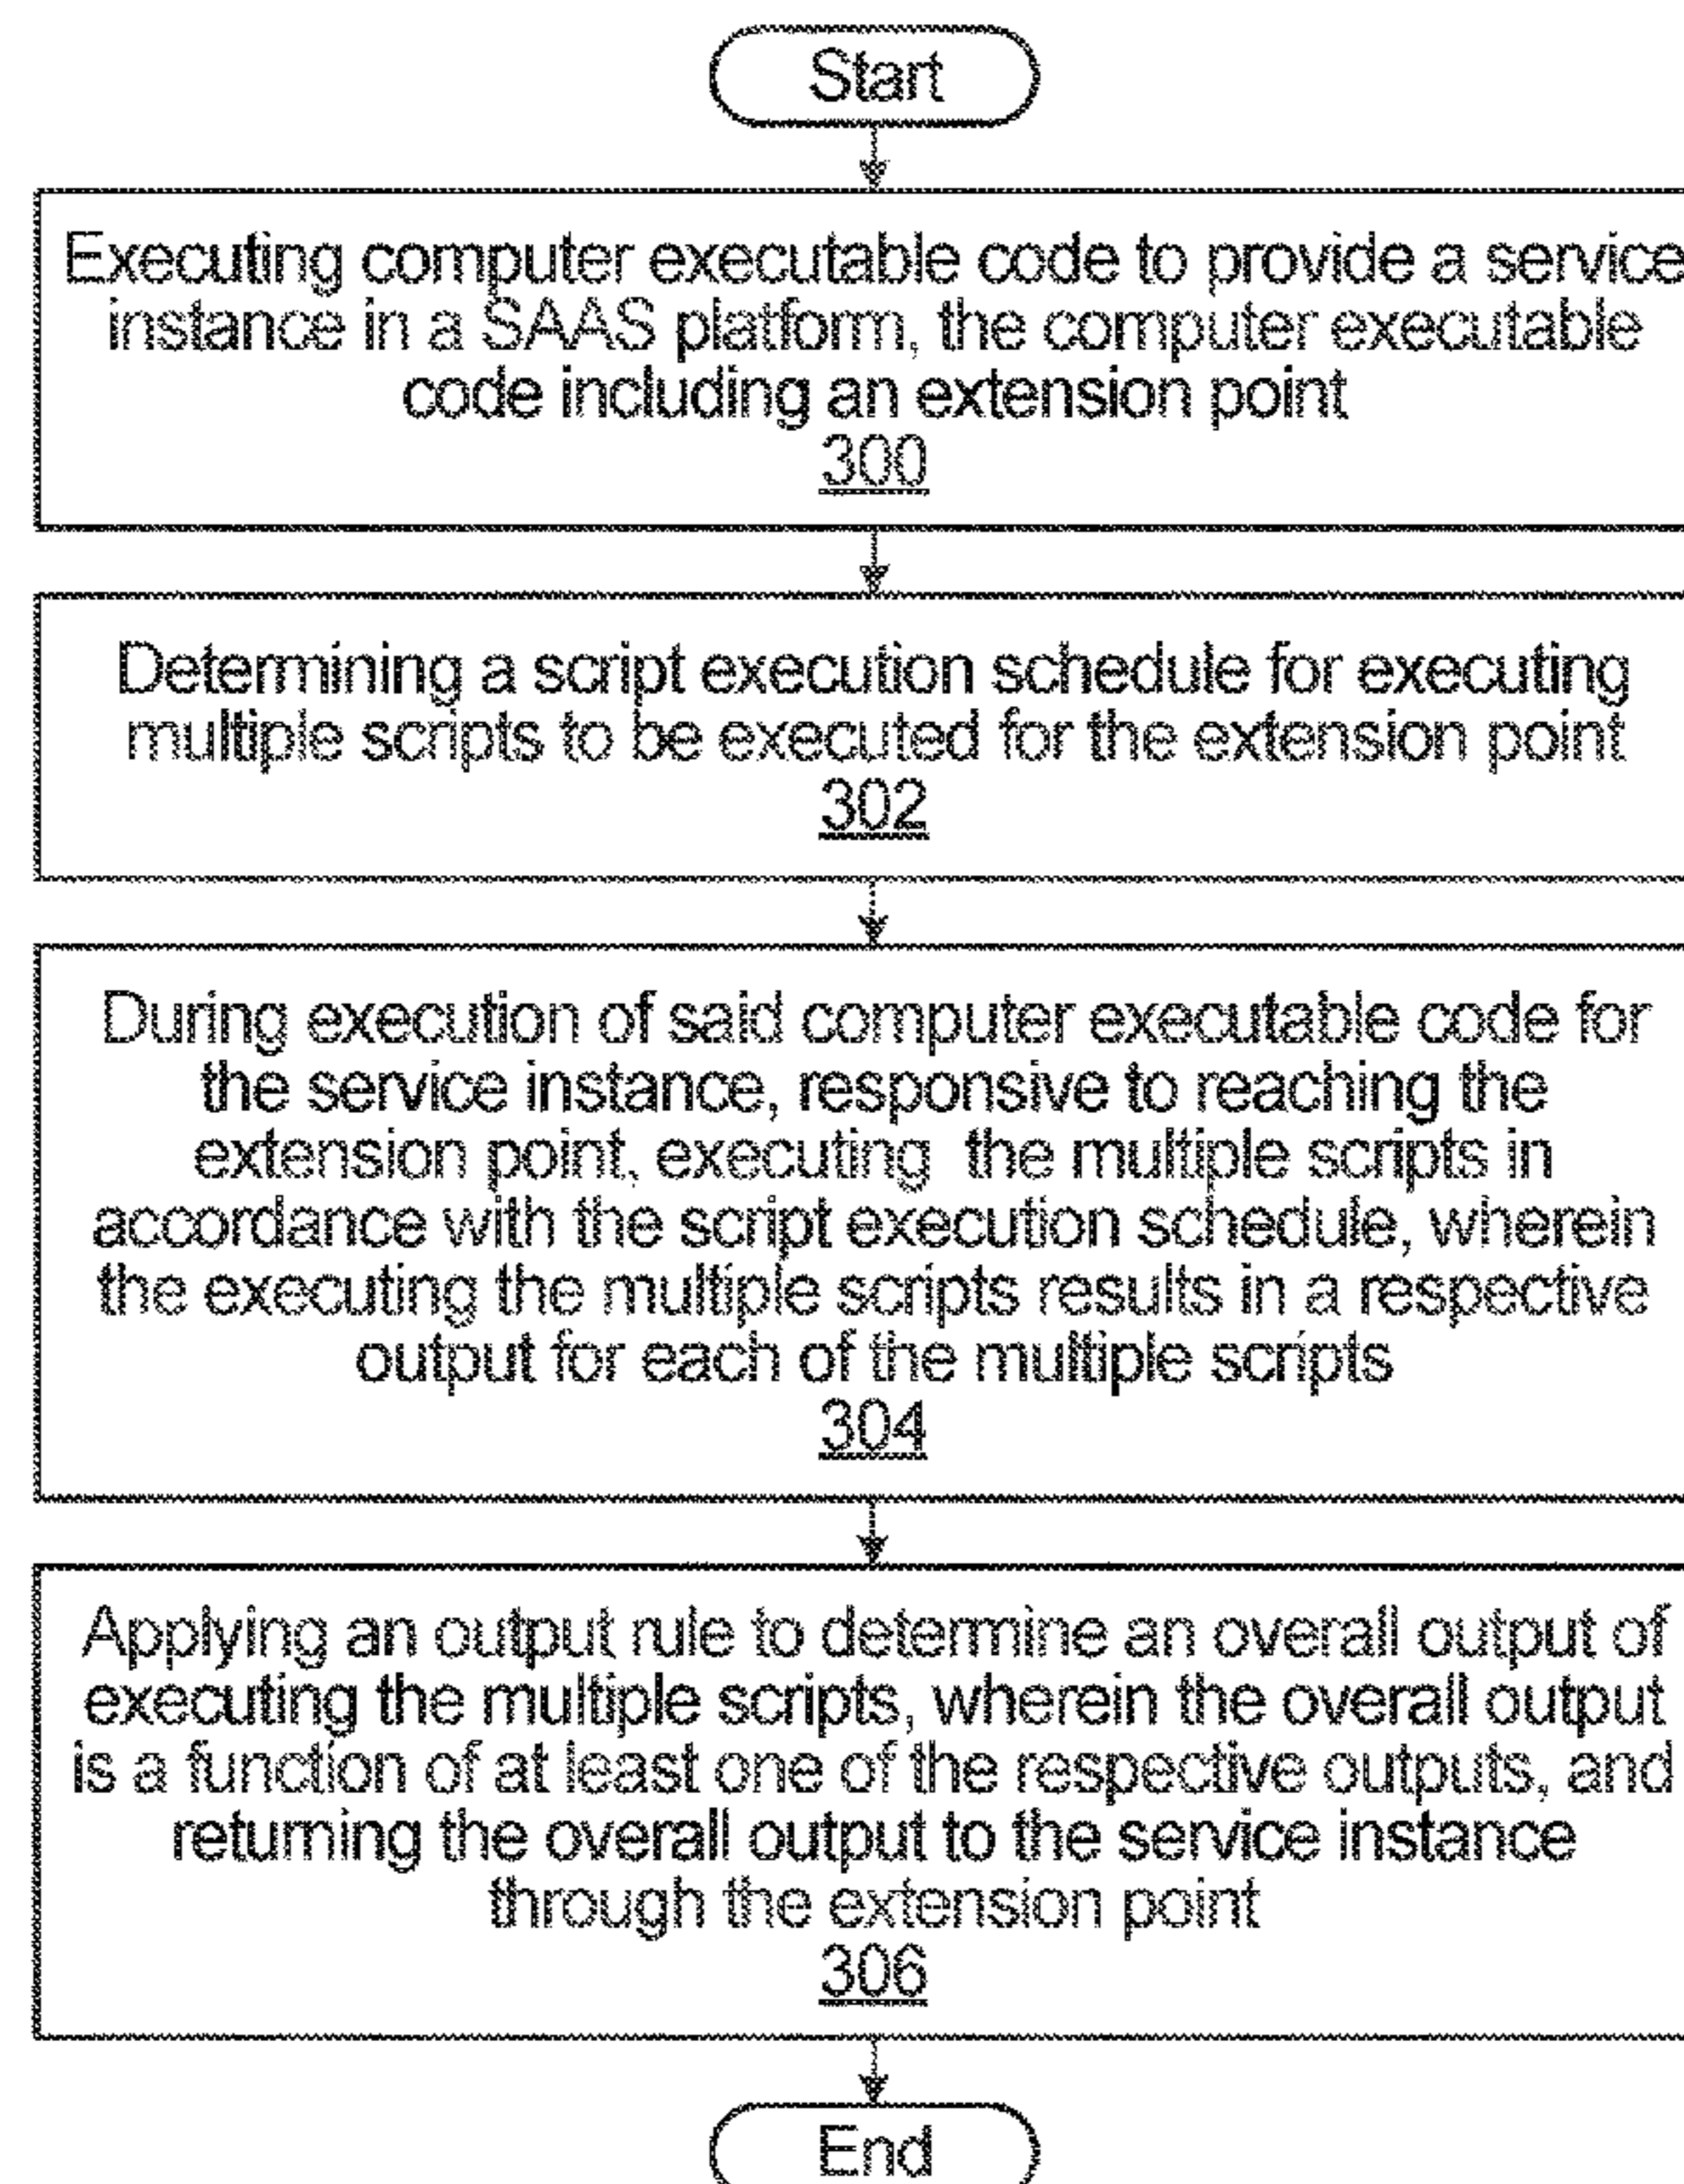 Start
Executing computer executable code to provide a service
instance in a SAAS platform, the computer executable
code including an extension point
300
Determining a script execution schedule for executing
multiple scripts to be executed for the extension point
302
During execution of said computer executable code for
the service instance, responsive to reaching the
extension point, executing the multiple scripts in
accordance with the script execution schedule, wherein
the executing the multiple scripts results in a respective
output for each of the multiple scripts
304
Applying an output rule to determine an overall output of
executing the multiple scripts, wherein the overall output
is a function of at least one of the respective outputs, and
returning the overall output to the service instance
through the extension point
306
End